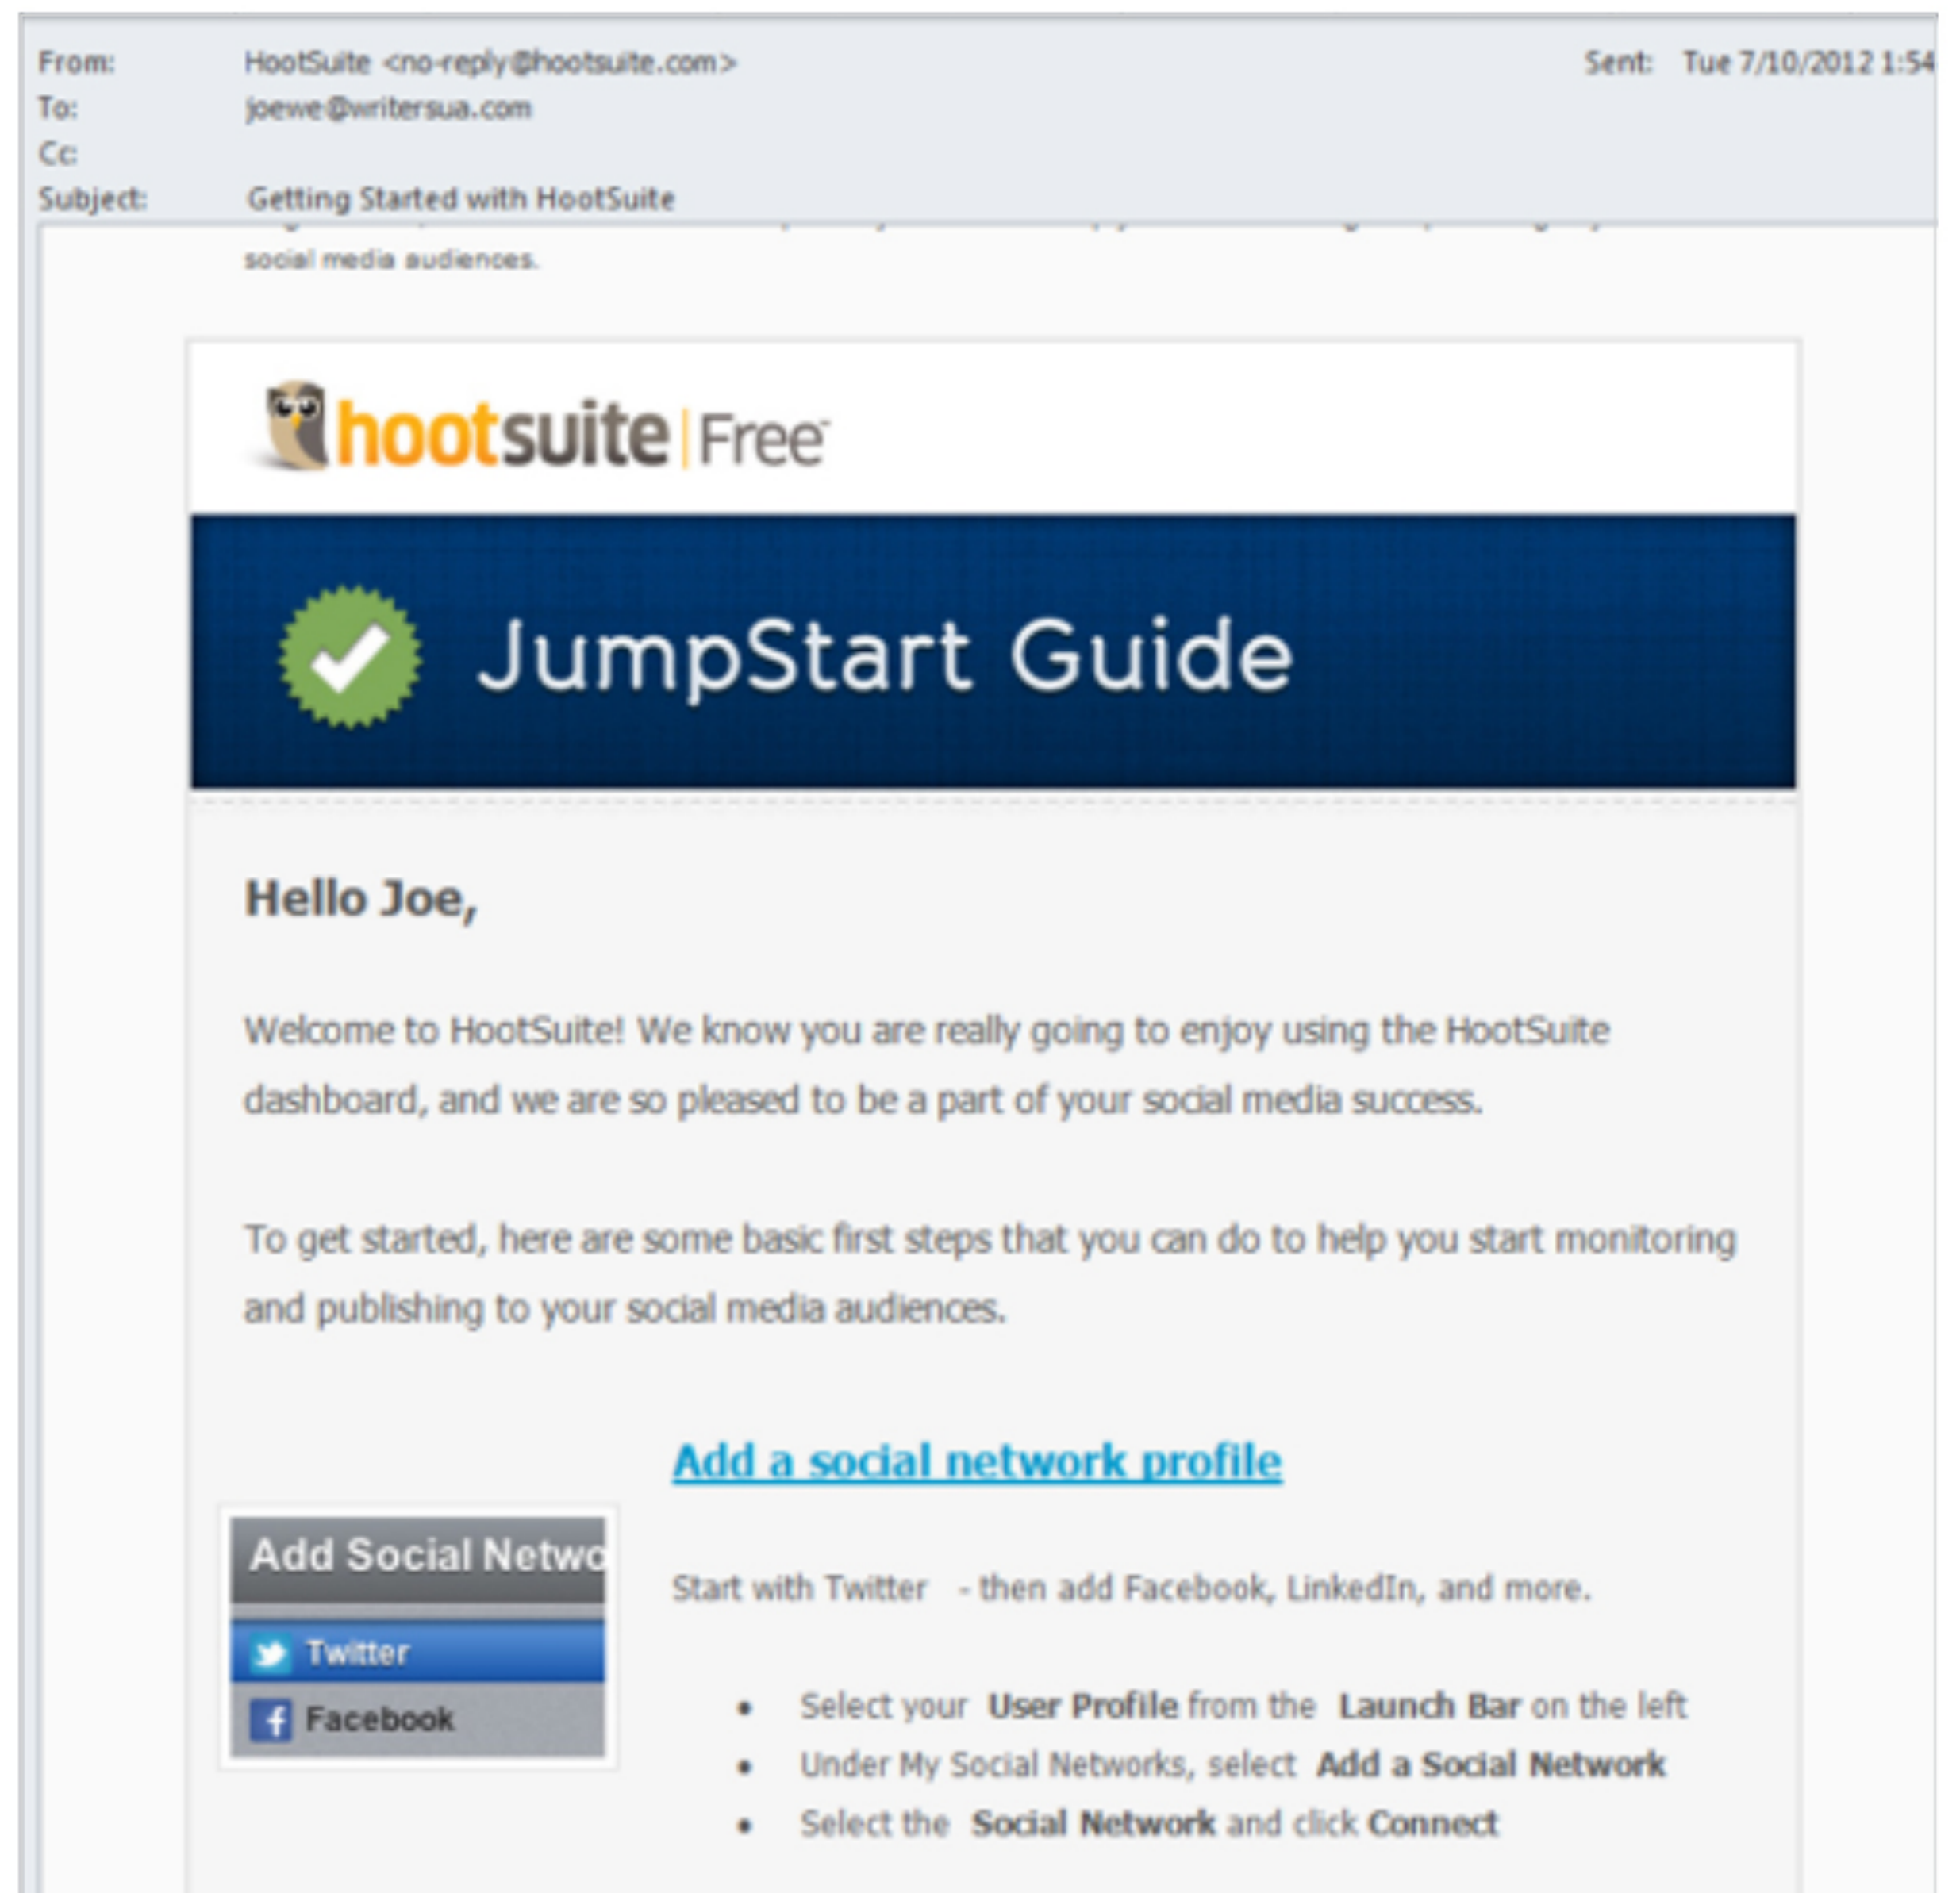 From: HootSuite <no-reply@hootsuite.com> Sent: Tue 7/10/2012 1:54
To: joewe@writersua.com
Cc:
Subject: Getting Started with HootSuite
social media audiences.
hootsuite | Free
JumpStart Guide
Hello Joe,
Welcome to HootSuite! We know you are really going to enjoy using the HootSuite
dashboard, and we are so pleased to be a part of your social media success.
To get started, here are some basic first steps that you can do to help you start monitoring
and publishing to your social media audiences.
Add a social network profile
Add Social Netwo
Twitter
Facebook
Start with Twitter - then add Facebook, LinkedIn, and more.
• Select your User Profile from the Launch Bar on the left
• Under My Social Networks, select Add a Social Network
• Select the Social Network and click Connect